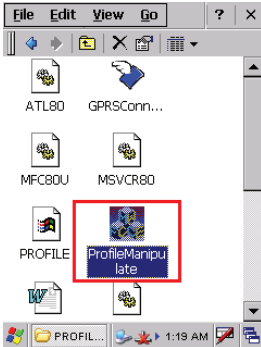 File Edit View Go ? ×
ATL80 GPRSConn...
MFC80U MSVCR80
PROFILE ProfileManipu
late
PROFIL... 1:19 AM